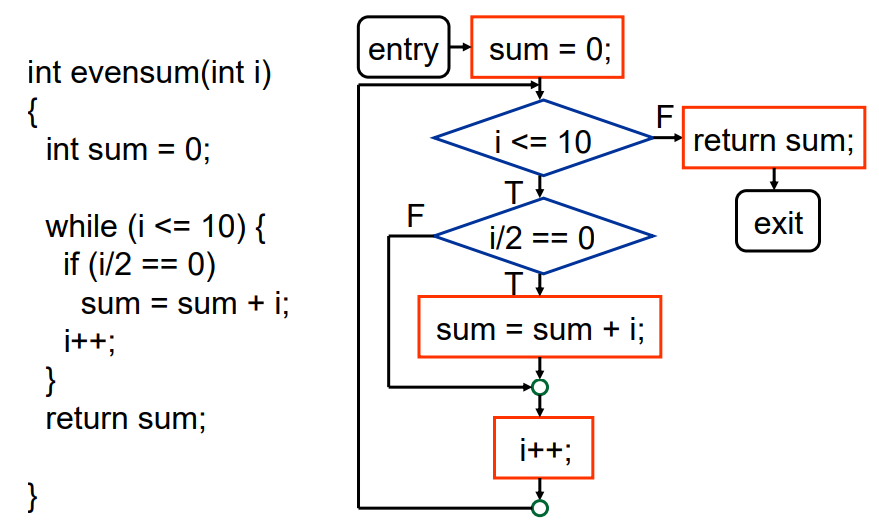 int evensum(int i)
{
int sum = 0;
while (i <= 10) {
if (i/2 == 0)
sum = sum + i;
i++;
}
return sum;
}
entry
sum = 0;
i <= 10
F
return sum;
exit
T
i/2 == 0
F
T
sum = sum + i;
i++;